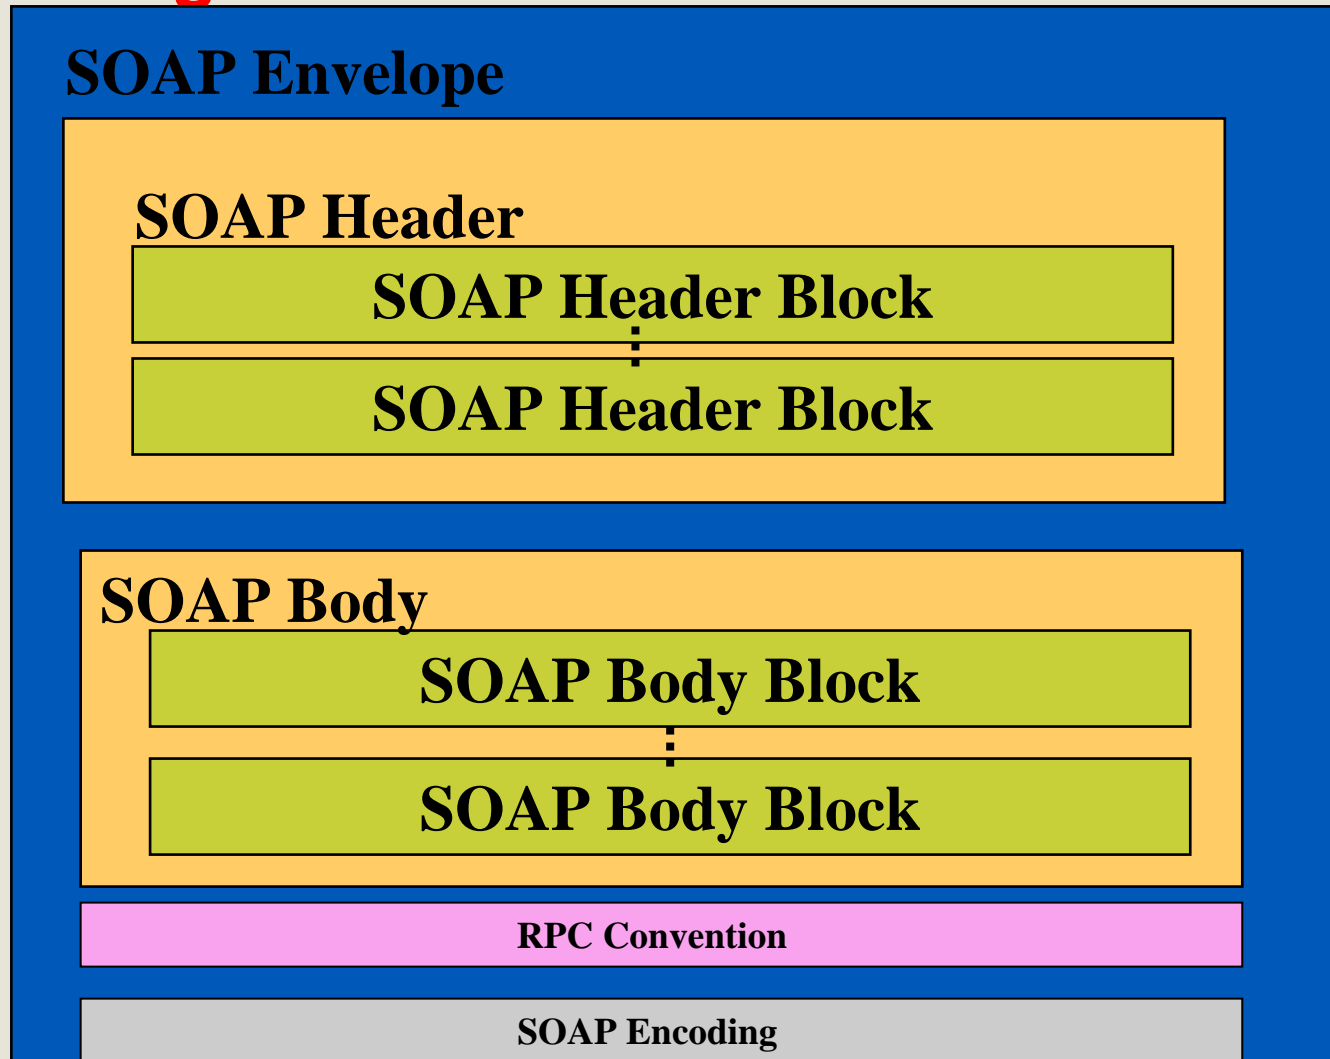 SOAP Envelope
SOAP Header
SOAP Header Block
SOAP Header Block
SOAP Body
SOAP Body Block
SOAP Body Block
RPC Convention
SOAP Encoding